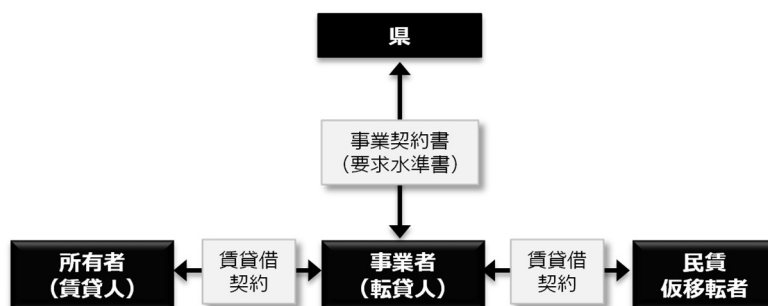 県
事業契約書
（要求水準書）
所有者
（賃貸人）
賃貸借
契約
事業者
（転貸人）
賃貸借
契約
民賃
仮移転者